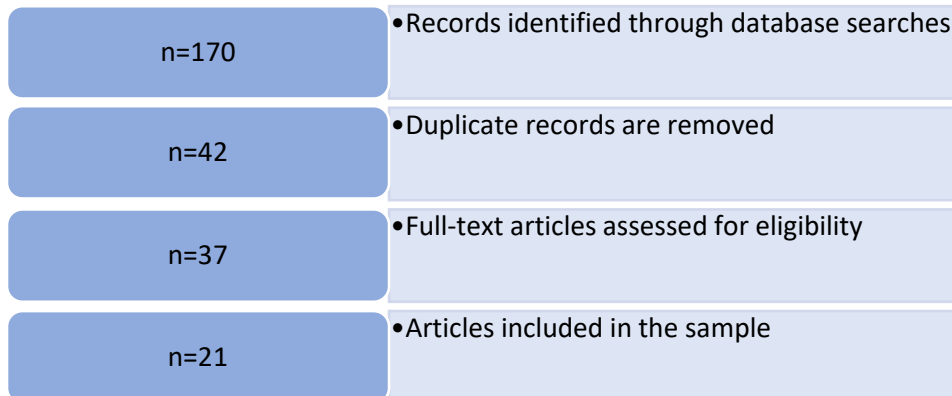 n=170
•Records identified through database searches
n=42
•Duplicate records are removed
n=37
•Full-text articles assessed for eligibility
n=21
•Articles included in the sample